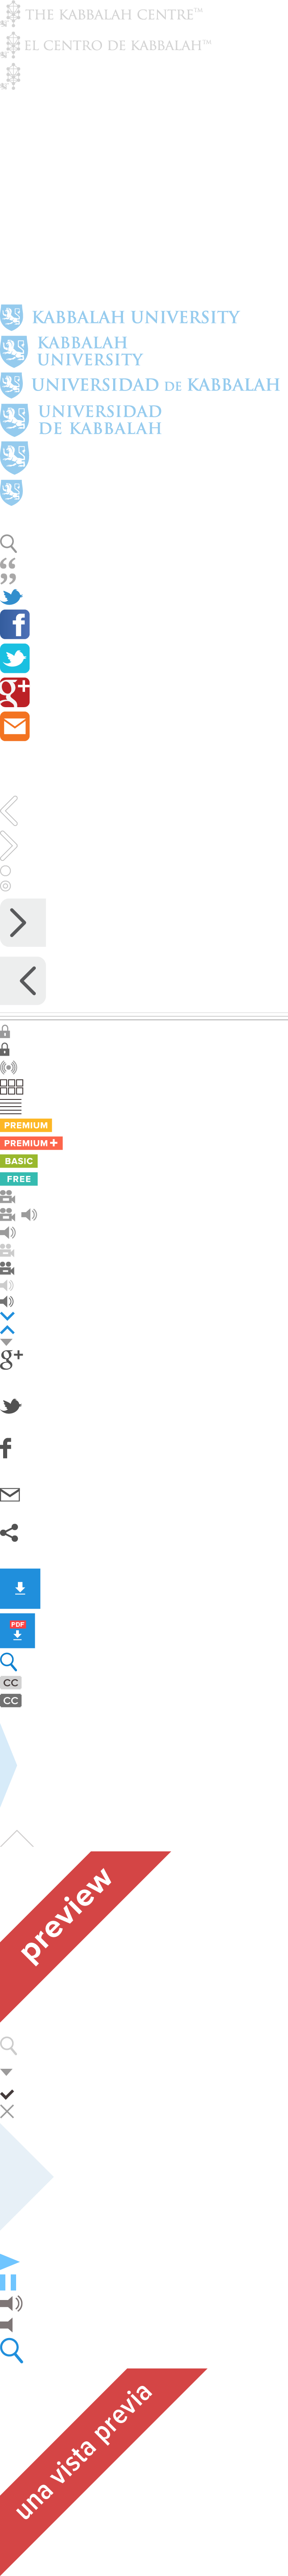 THE KABBALAH CENTRE™
EL CENTRO DE KABBALAH™
KABBALAH UNIVERSITY
KABBALAH
UNIVERSITY
UNIVERSIDAD DE KABBALAH
UNIVERSIDAD
DE KABBALAH
“
”
f
g+
PREMIUM
PREMIUM +
BASIC
FREE
g+
f
PDF
CC
CC
preview
una vista previa